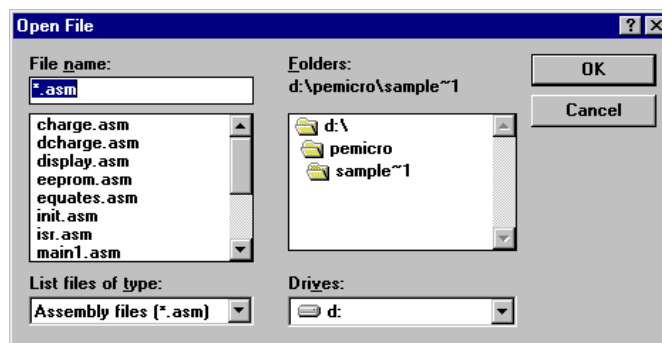 Open File
File name:
*.asm
charge.asm
dcharge.asm
display.asm
eeprom.asm
equates.asm
init.asm
isr.asm
main1.asm
List files of type:
Assembly files (*.asm)
Folders:
d:\pemicro\sample~1
d:\
pemicro
sample~1
Drives:
d:
OK
Cancel